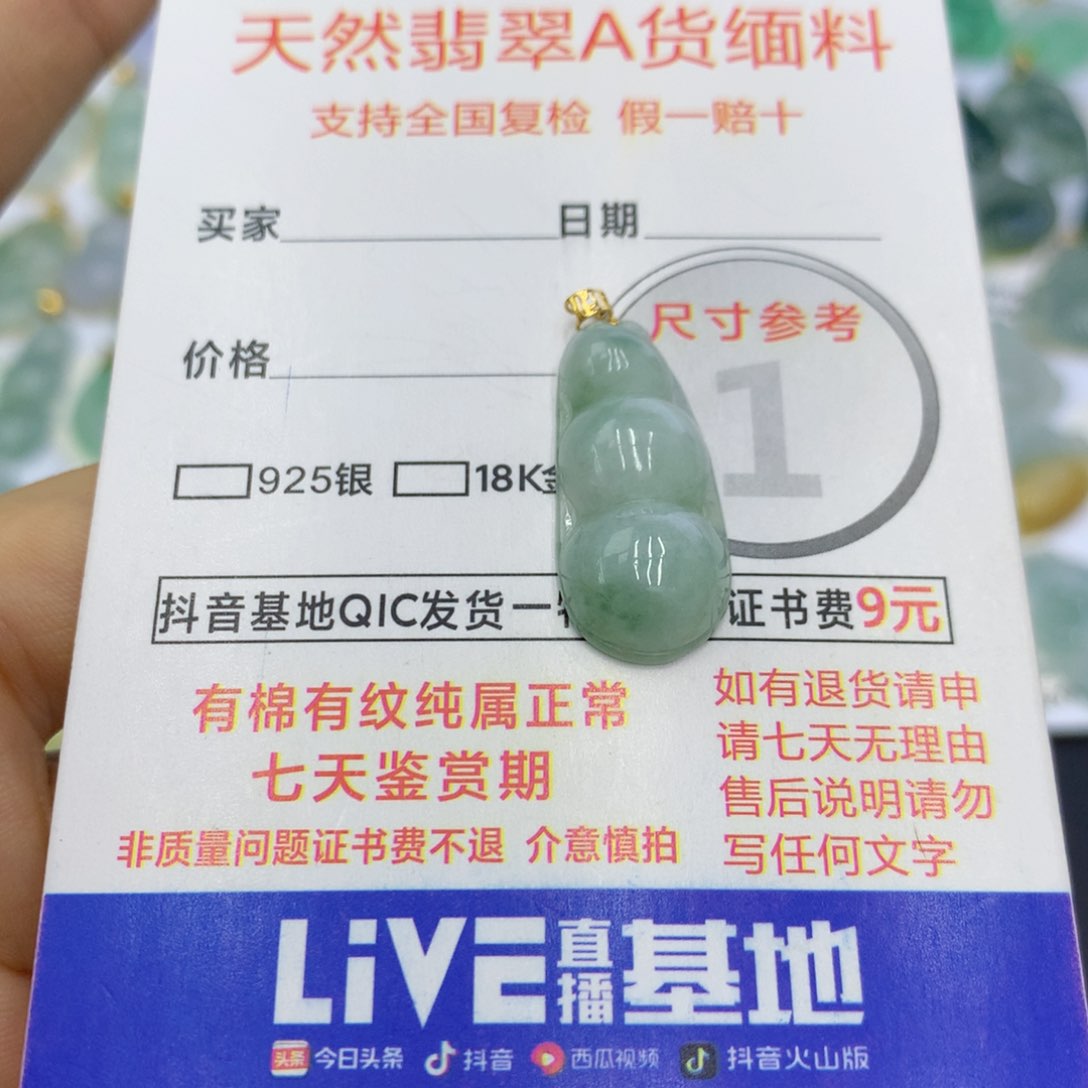 天然翡翠A货缅料
支持全国复检 假一赔十
买家 日期
尺寸参考
1
价格
925银 18K金
抖音基地QIC发货一 证书费9元
有棉有纹纯属正常
七天鉴赏期
非质量问题证书费不退 介意慎拍
如有退货请申
请七天无理由
售后说明请勿
写任何文字
LiVE直播基地
头条 今日头条 抖音 西瓜视频 抖音火山版